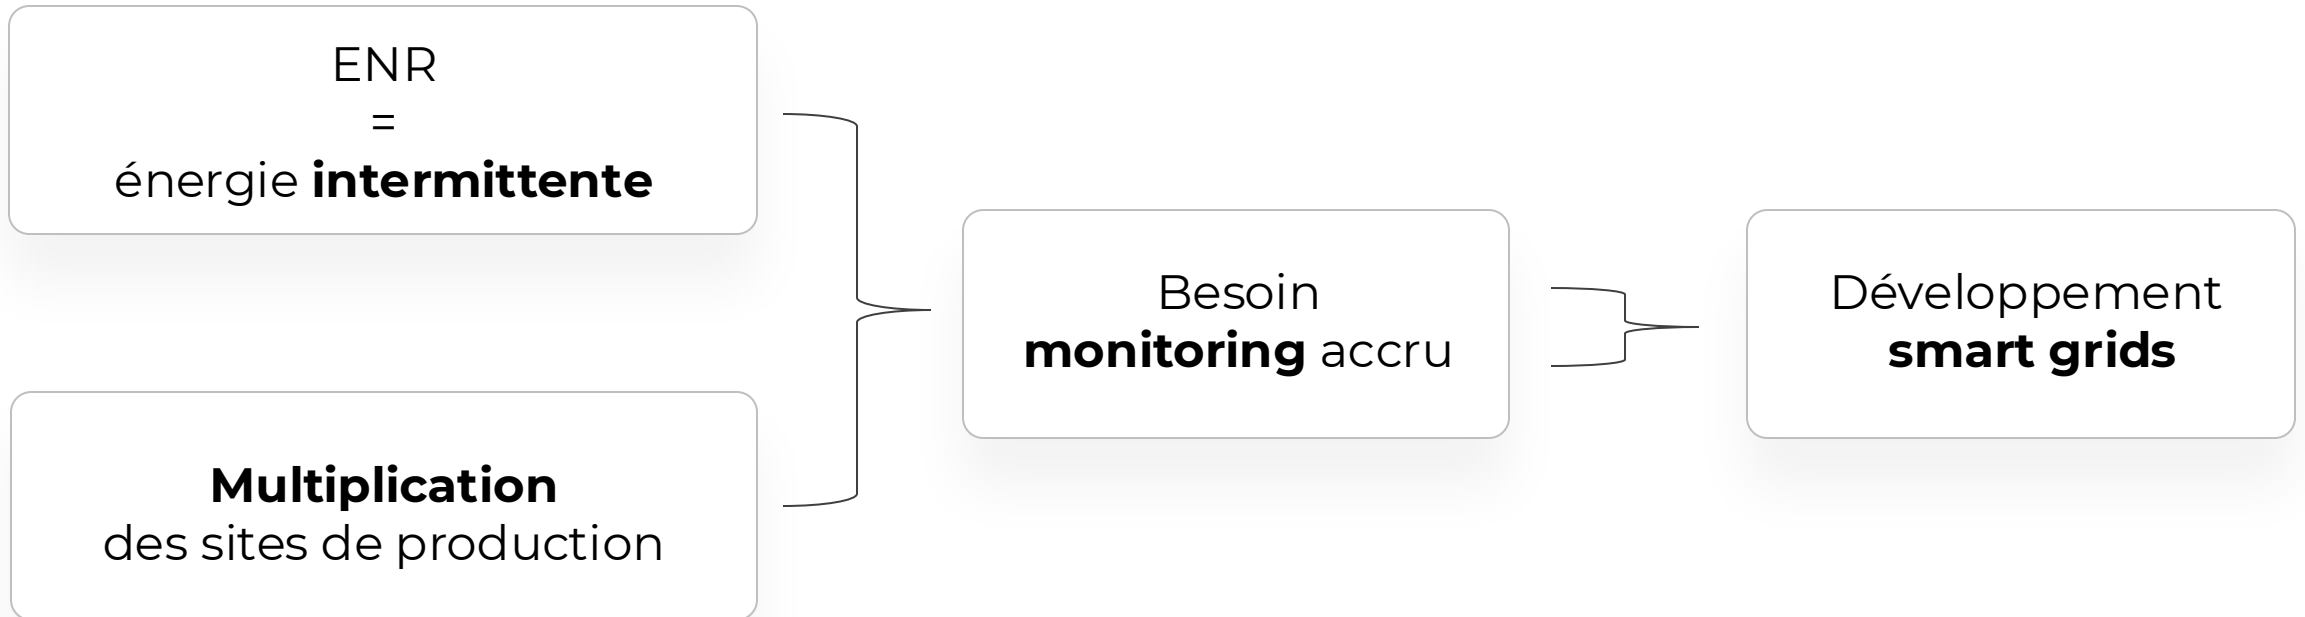 ENR
=
énergie intermittente
Multiplication
des sites de production
Besoin
monitoring accru
Développement
smart grids